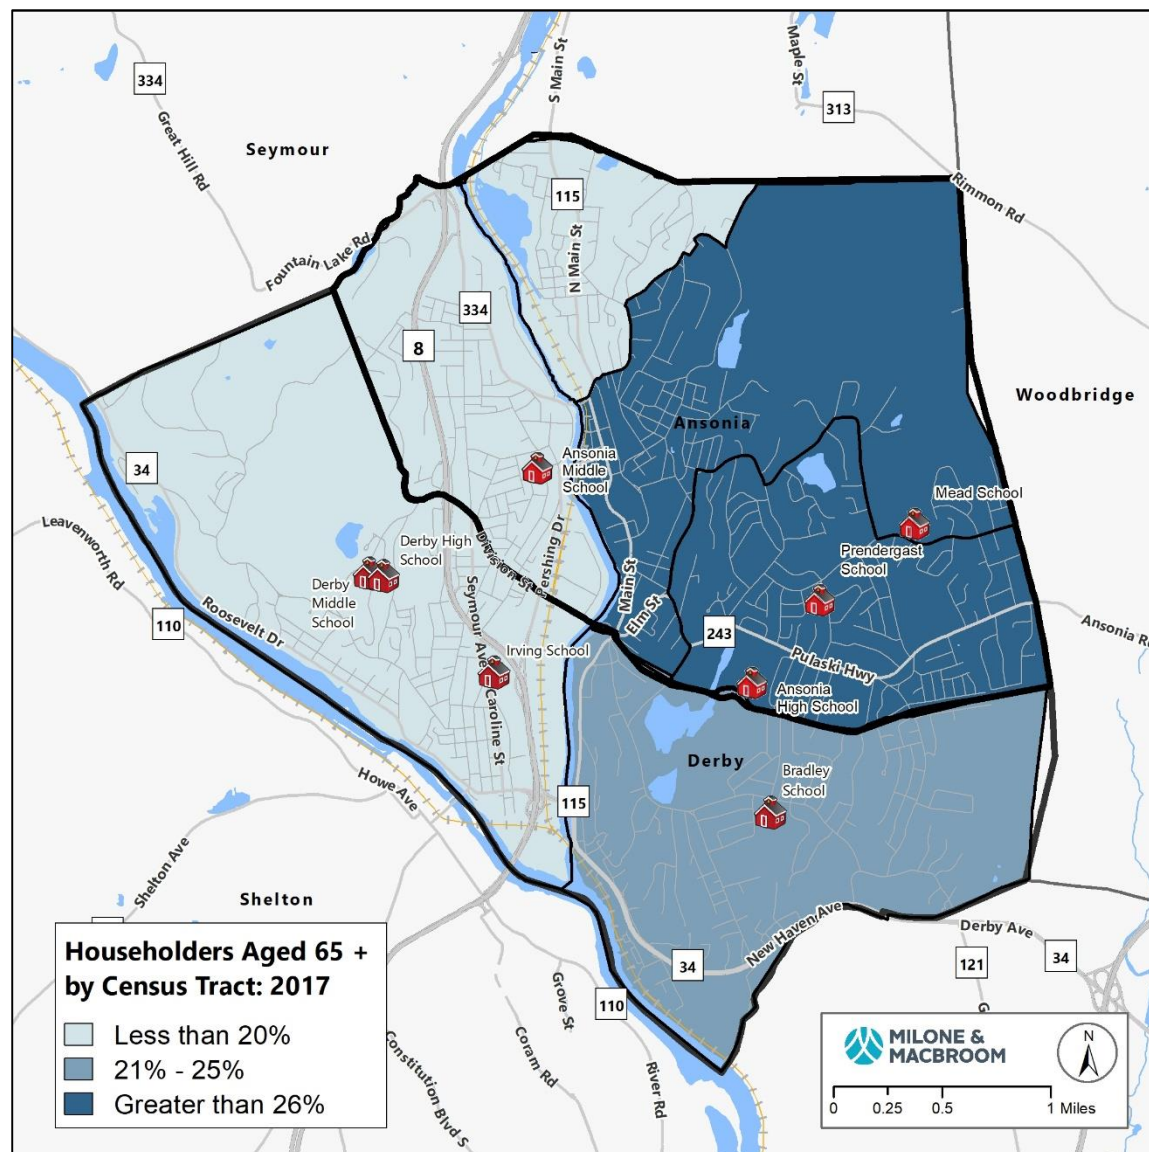 S Main St
Maple St
334
313
Great Hill Rd
Seymour
Rimmon Rd
115
N Main St
Fountain Lake Rd
334
8
Woodbridge
Ansonia
34
Ansonia
Middle
School
Mead School
Leavenworth Rd
Derby High
School
Division St
Pershing Dr
Prendergast
School
Derby
Middle
School
Main St
Elm St
Roosevelt Dr
110
Seymour Ave
243
Ansonia Rd
Irving School
Pulaski Hwy
Caroline St
Ansonia
High School
Derby
Bradley
School
Howe Ave
115
Shelton Ave
Shelton
New Haven Ave
Derby Ave
34
121
34
Householders Aged 65 +
by Census Tract: 2017
Less than 20%
21% - 25%
Greater than 26%
Grove St
110
Coram Rd
Constitution Blvd S
River Rd
MILONE &
MACBROOM
N
0 0.25 0.5 1 Miles